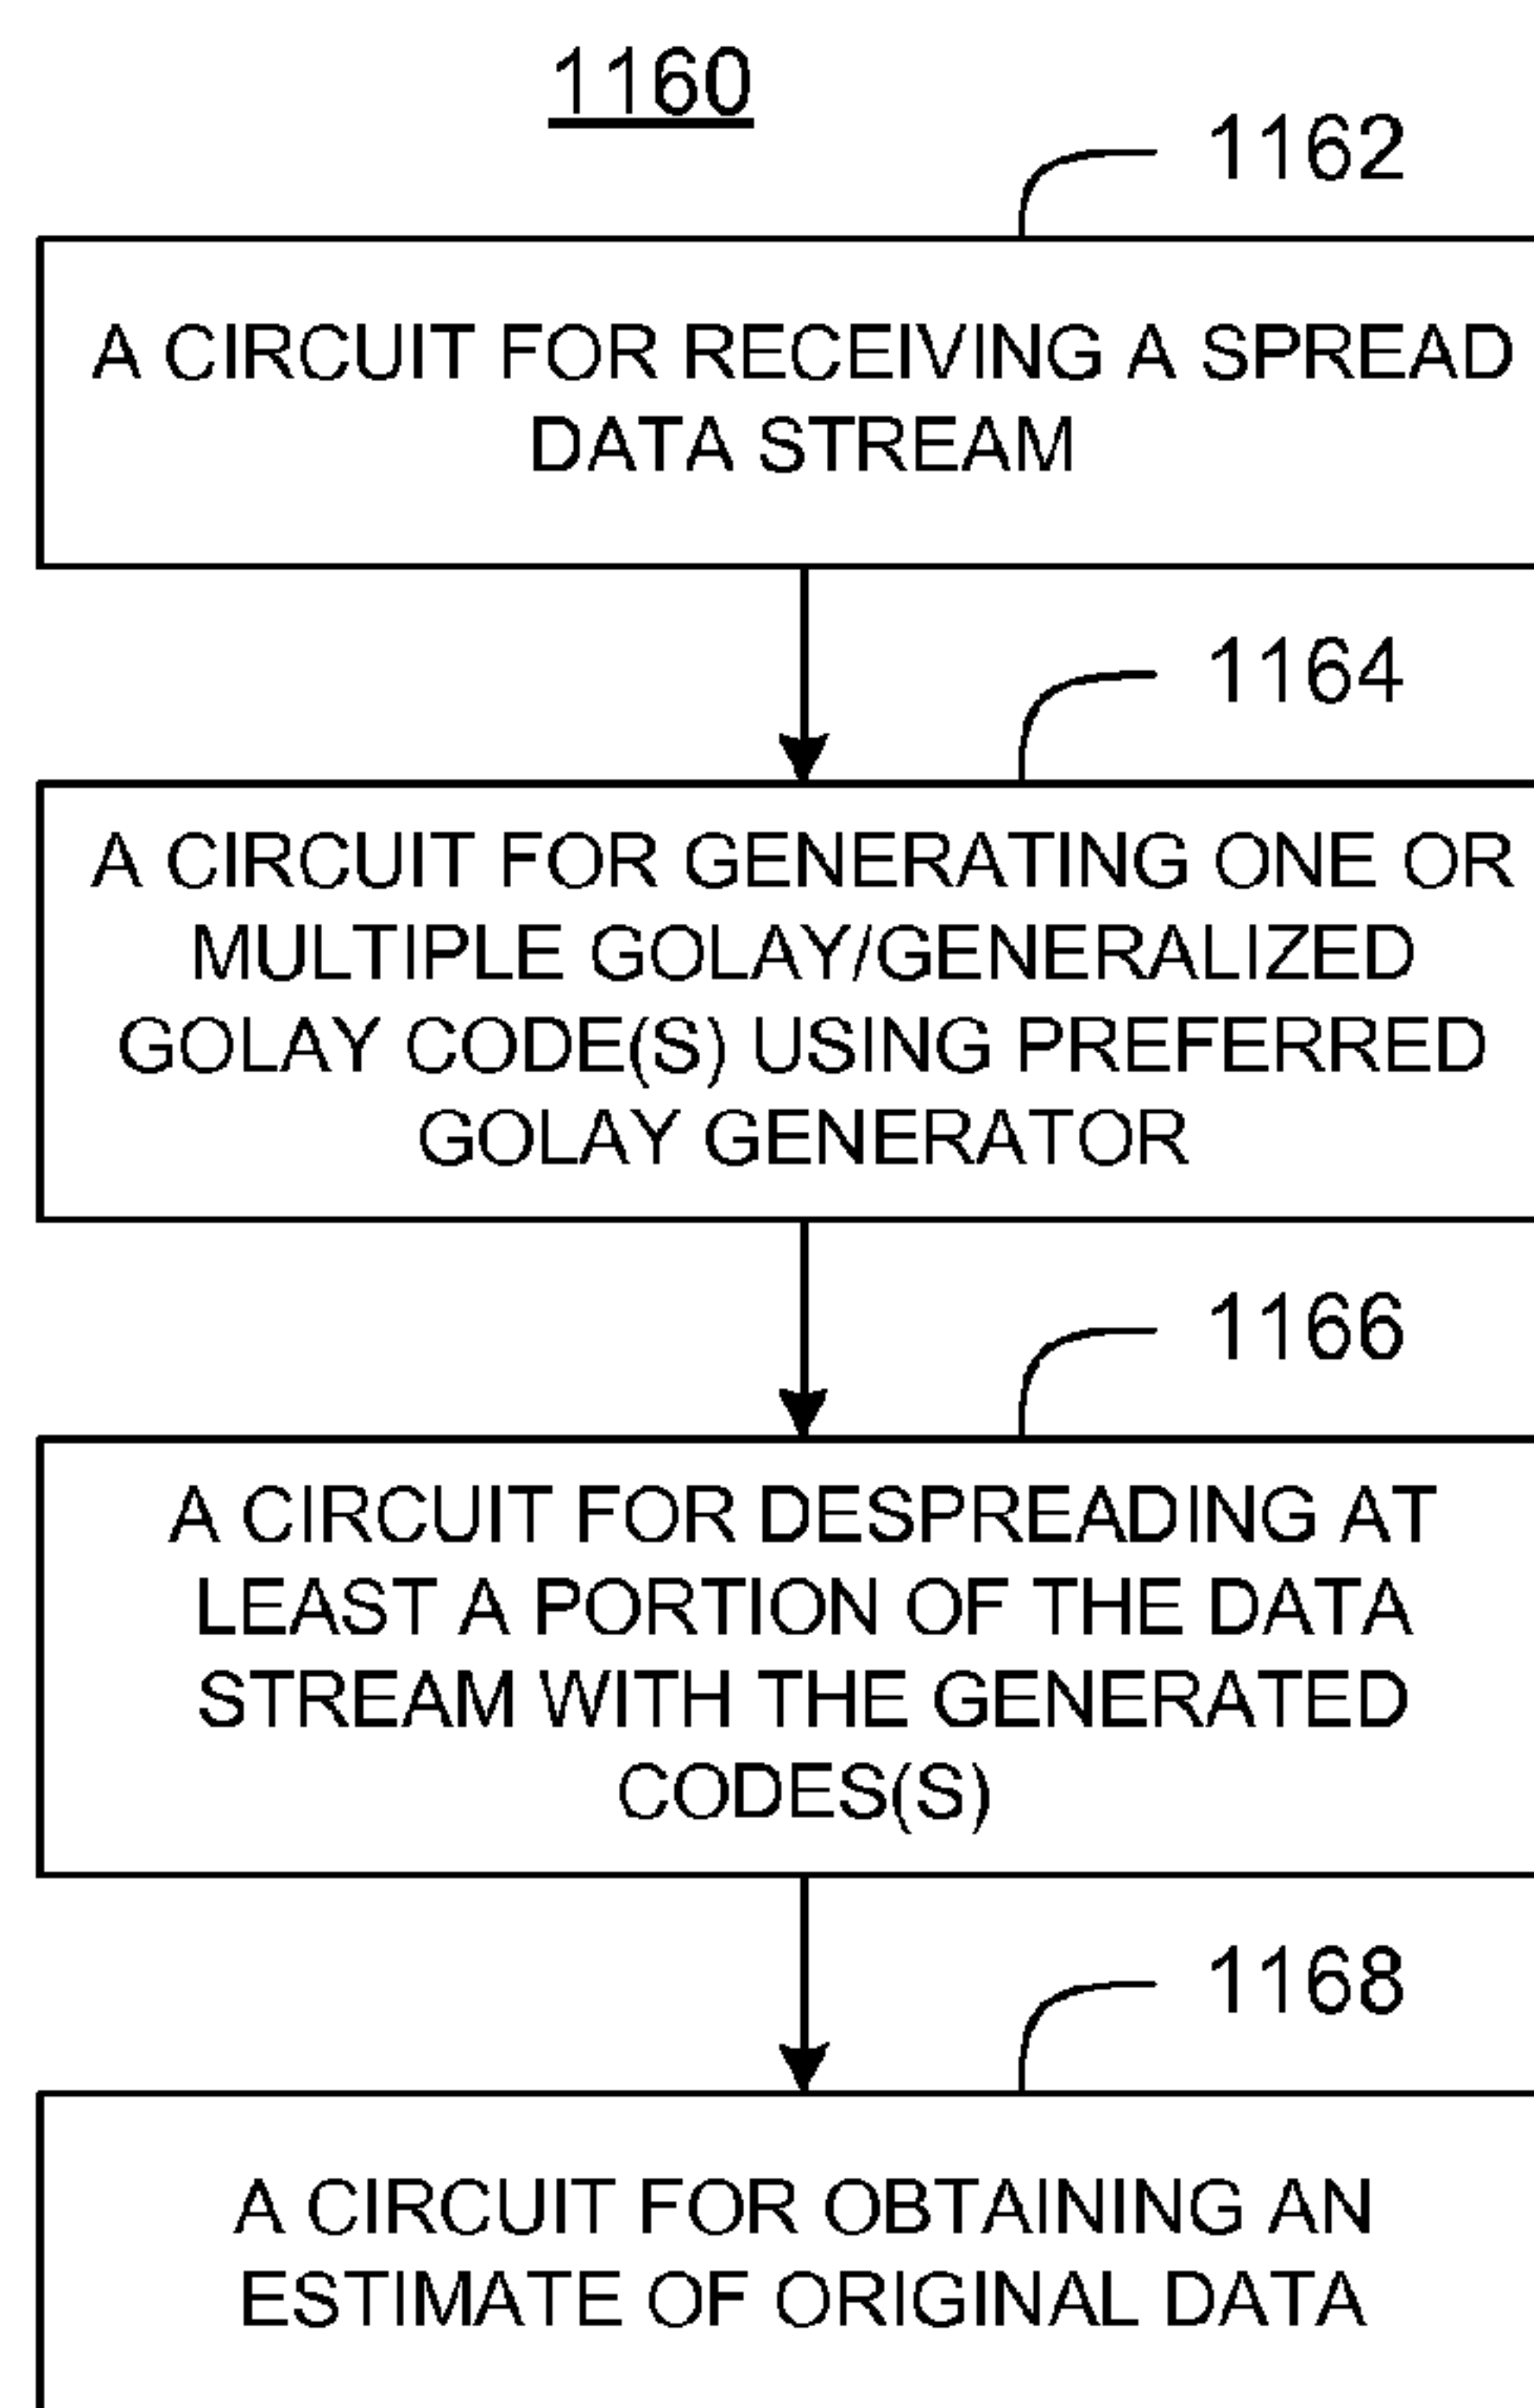 1160
1162
A CIRCUIT FOR RECEIVING A SPREAD
DATA STREAM
1164
A CIRCUIT FOR GENERATING ONE OR
MULTIPLE GOLAY/GENERALIZED
GOLAY CODE(S) USING PREFERRED
GOLAY GENERATOR
1166
A CIRCUIT FOR DESPREADING AT
LEAST A PORTION OF THE DATA
STREAM WITH THE GENERATED
CODES(S)
1168
A CIRCUIT FOR OBTAINING AN
ESTIMATE OF ORIGINAL DATA